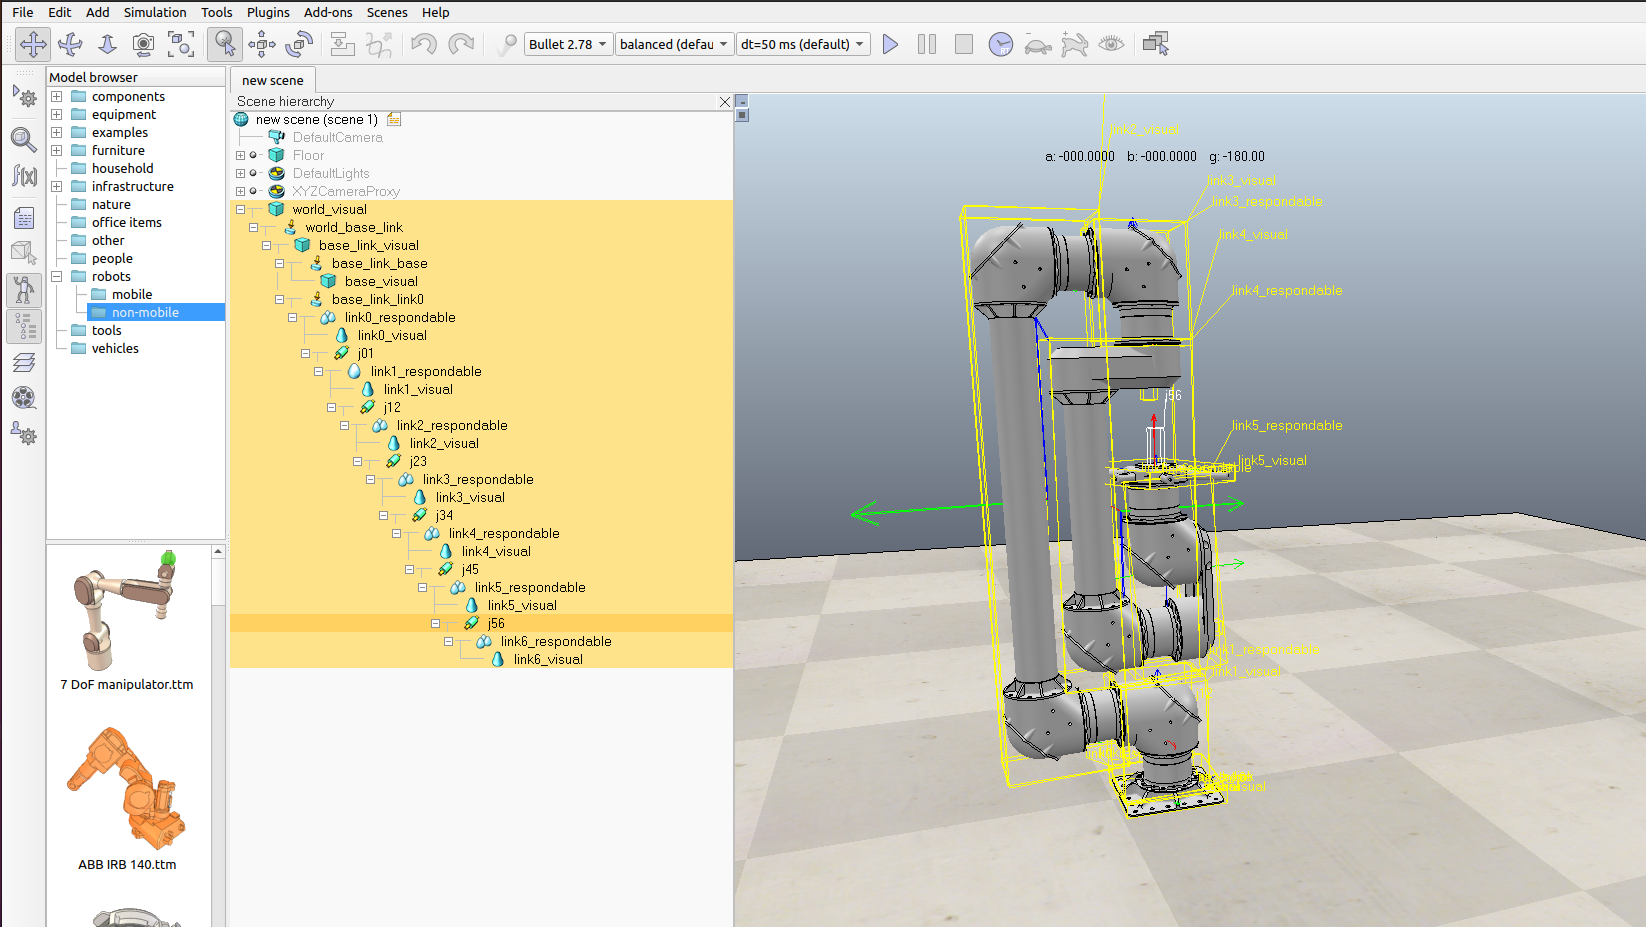 File Edit Add Simulation Tools Plugins Add-ons Scenes Help
Bullet 2.78 balanced (defau dt=50 ms (default) RT
Model browser
components
equipment
examples
furniture
household
infrastructure
nature
office items
other
people
robots
mobile
non-mobile
tools
vehicles
7 DoF manipulator.ttm
ABB IRB 140.ttm
f(x)
new scene
Scene hierarchy
new scene (scene 1)
DefaultCamera
Floor
DefaultLights
XYZCameraProxy
world_visual
world_base_link
base_link_visual
base_link_base
base_visual
base_link_link0
link0_respondable
link0_visual
j01
link1_respondable
link1_visual
j12
link2_respondable
link2_visual
j23
link3_respondable
link3_visual
j34
link4_respondable
link4_visual
j45
link5_respondable
link5_visual
j56
link6_respondable
link6_visual
link2_visual
a: -000.0000 b: -000.0000 g: -180.00
link3_visual
link3_respondable
link4_visual
link4_respondable
j56
link5_respondable
link5_visual
link1_respondable
link1_visual